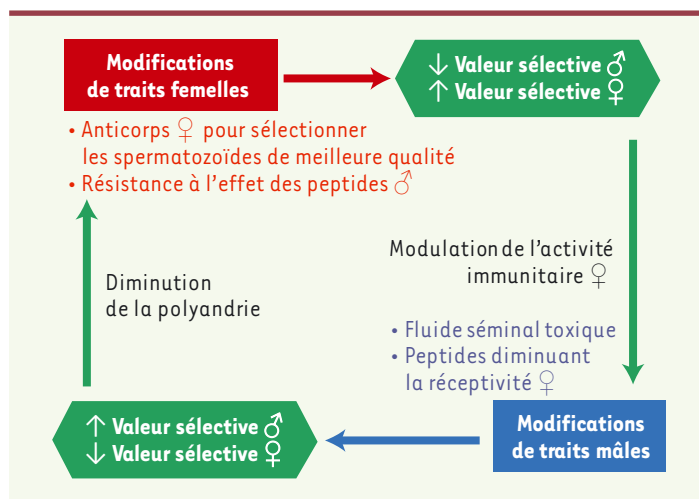 Modifications
de traits femelles
↓ Valeur sélective ♂
↑ Valeur sélective ♀
• Anticorps ♀ pour sélectionner
les spermatozoïdes de meilleure qualité
• Résistance à l'effet des peptides ♂
Modulation de l'activité
immunitaire ♀
Diminution
de la polyandrie
• Fluide séminal toxique
• Peptides diminuant
la réceptivité ♀
↑ Valeur sélective ♂
↓ Valeur sélective ♀
Modifications
de traits mâles